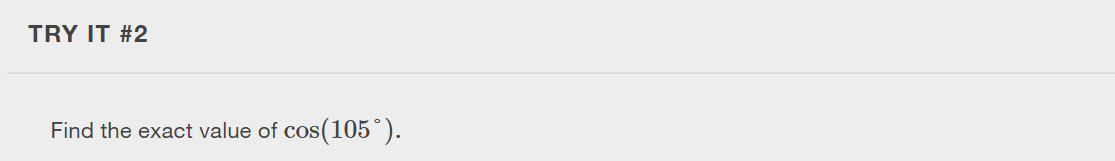 TRY IT #2
Find the exact value of cos(105°).